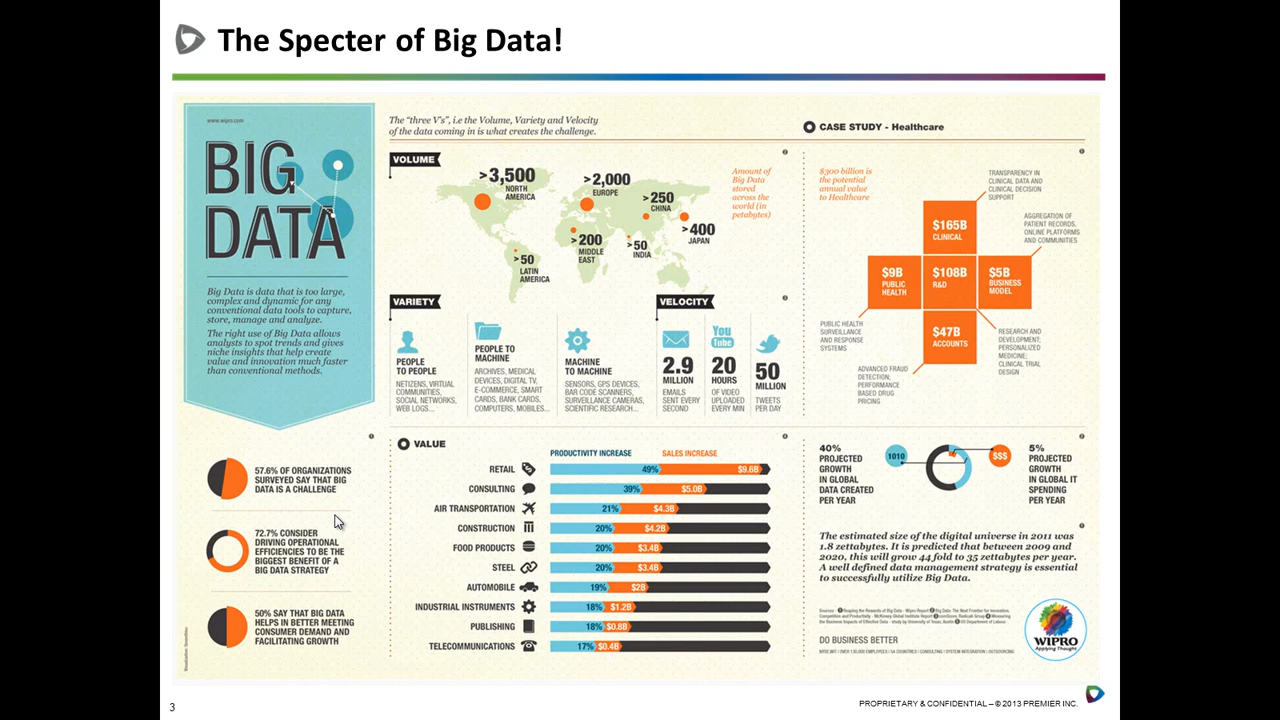 The Specter of Big Data!
www.wipro.com
BIG
DATA
Big Data is data that is too large,
complex and dynamic for any
conventional data tools to capture,
store, manage and analyze.
The right use of Big Data allows
analysts to spot trends and gives
niche insights that help create
value and innovation much faster
than conventional methods.
The "three V's", i.e the Volume, Variety and Velocity
of the data coming in is what creates the challenge.
VOLUME
>3,500
NORTH
AMERICA
>2,000
EUROPE
>250
CHINA
>400
JAPAN
>200
MIDDLE
EAST
>50
INDIA
>50
LATIN
AMERICA
Amount of
Big Data
stored
across the
world (in
petabytes)
VARIETY
PEOPLE
TO PEOPLE
NETIZENS, VIRTUAL
COMMUNITIES,
SOCIAL NETWORKS,
WEB LOGS...
PEOPLE TO
MACHINE
ARCHIVES, MEDICAL
DEVICES, DIGITAL TV,
E-COMMERCE, SMART
CARDS, BANK CARDS,
COMPUTERS, MOBILES...
MACHINE
TO MACHINE
SENSORS, GPS DEVICES,
BAR CODE SCANNERS,
SURVEILLANCE CAMERAS,
SCIENTIFIC RESEARCH...
VELOCITY
2.9
MILLION
EMAILS
SENT EVERY
SECOND
You
Tube
20
HOURS
OF VIDEO
UPLOADED
EVERY MIN
50
MILLION
TWEETS
PER DAY
CASE STUDY - Healthcare
$300 billion is
the potential
annual value
to Healthcare
TRANSPARENCY IN
CLINICAL DATA AND
CLINICAL DECISION
SUPPORT
AGGREGATION OF
PATIENT RECORDS,
ONLINE PLATFORMS
AND COMMUNITIES
$165B
CLINICAL
$9B
PUBLIC
HEALTH
$108B
R&D
$5B
BUSINESS
MODEL
$47B
ACCOUNTS
PUBLIC HEALTH
SURVEILLANCE
AND RESPONSE
SYSTEMS
RESEARCH AND
DEVELOPMENT;
PERSONALIZED
MEDICINE;
CLINICAL TRIAL
DESIGN
ADVANCED FRAUD
DETECTION;
PERFORMANCE
BASED DRUG
PRICING
57.6% OF ORGANIZATIONS
SURVEYED SAY THAT BIG
DATA IS A CHALLENGE
72.7% CONSIDER
DRIVING OPERATIONAL
EFFICIENCIES TO BE THE
BIGGEST BENEFIT OF A
BIG DATA STRATEGY
50% SAY THAT BIG DATA
HELPS IN BETTER MEETING
CONSUMER DEMAND AND
FACILITATING GROWTH
VALUE
PRODUCTIVITY INCREASE SALES INCREASE
RETAIL 49% $9.6B
CONSULTING 39% $5.0B
AIR TRANSPORTATION 21% $4.3B
CONSTRUCTION 20% $4.2B
FOOD PRODUCTS 20% $3.4B
STEEL 20% $3.4B
AUTOMOBILE 19% $2B
INDUSTRIAL INSTRUMENTS 18% $1.2B
PUBLISHING 18% $0.8B
TELECOMMUNICATIONS 17% $0.4B
40%
PROJECTED
GROWTH
IN GLOBAL
DATA CREATED
PER YEAR
1010
$$$
5%
PROJECTED
GROWTH
IN GLOBAL IT
SPENDING
PER YEAR
The estimated size of the digital universe in 2011 was
1.8 zettabytes. It is predicted that between 2009 and
2020, this will grow 44 fold to 35 zettabytes per year.
A well defined data management strategy is essential
to successfully utilize Big Data.
DO BUSINESS BETTER
WIPRO
Applying Thought
3
PROPRIETARY & CONFIDENTIAL – © 2013 PREMIER INC.